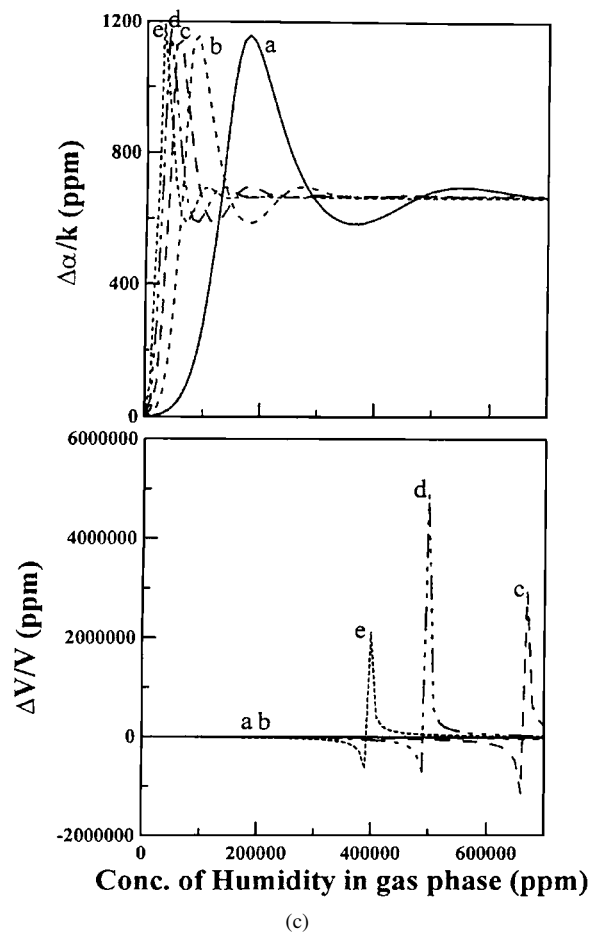 1200
e d c b a
800
Δα/k (ppm)
400
0
6000000
d
4000000
c
ΔV/V (ppm)
e
2000000
a b
0
-2000000
0 200000 400000 600000
Conc. of Humidity in gas phase (ppm)
(c)